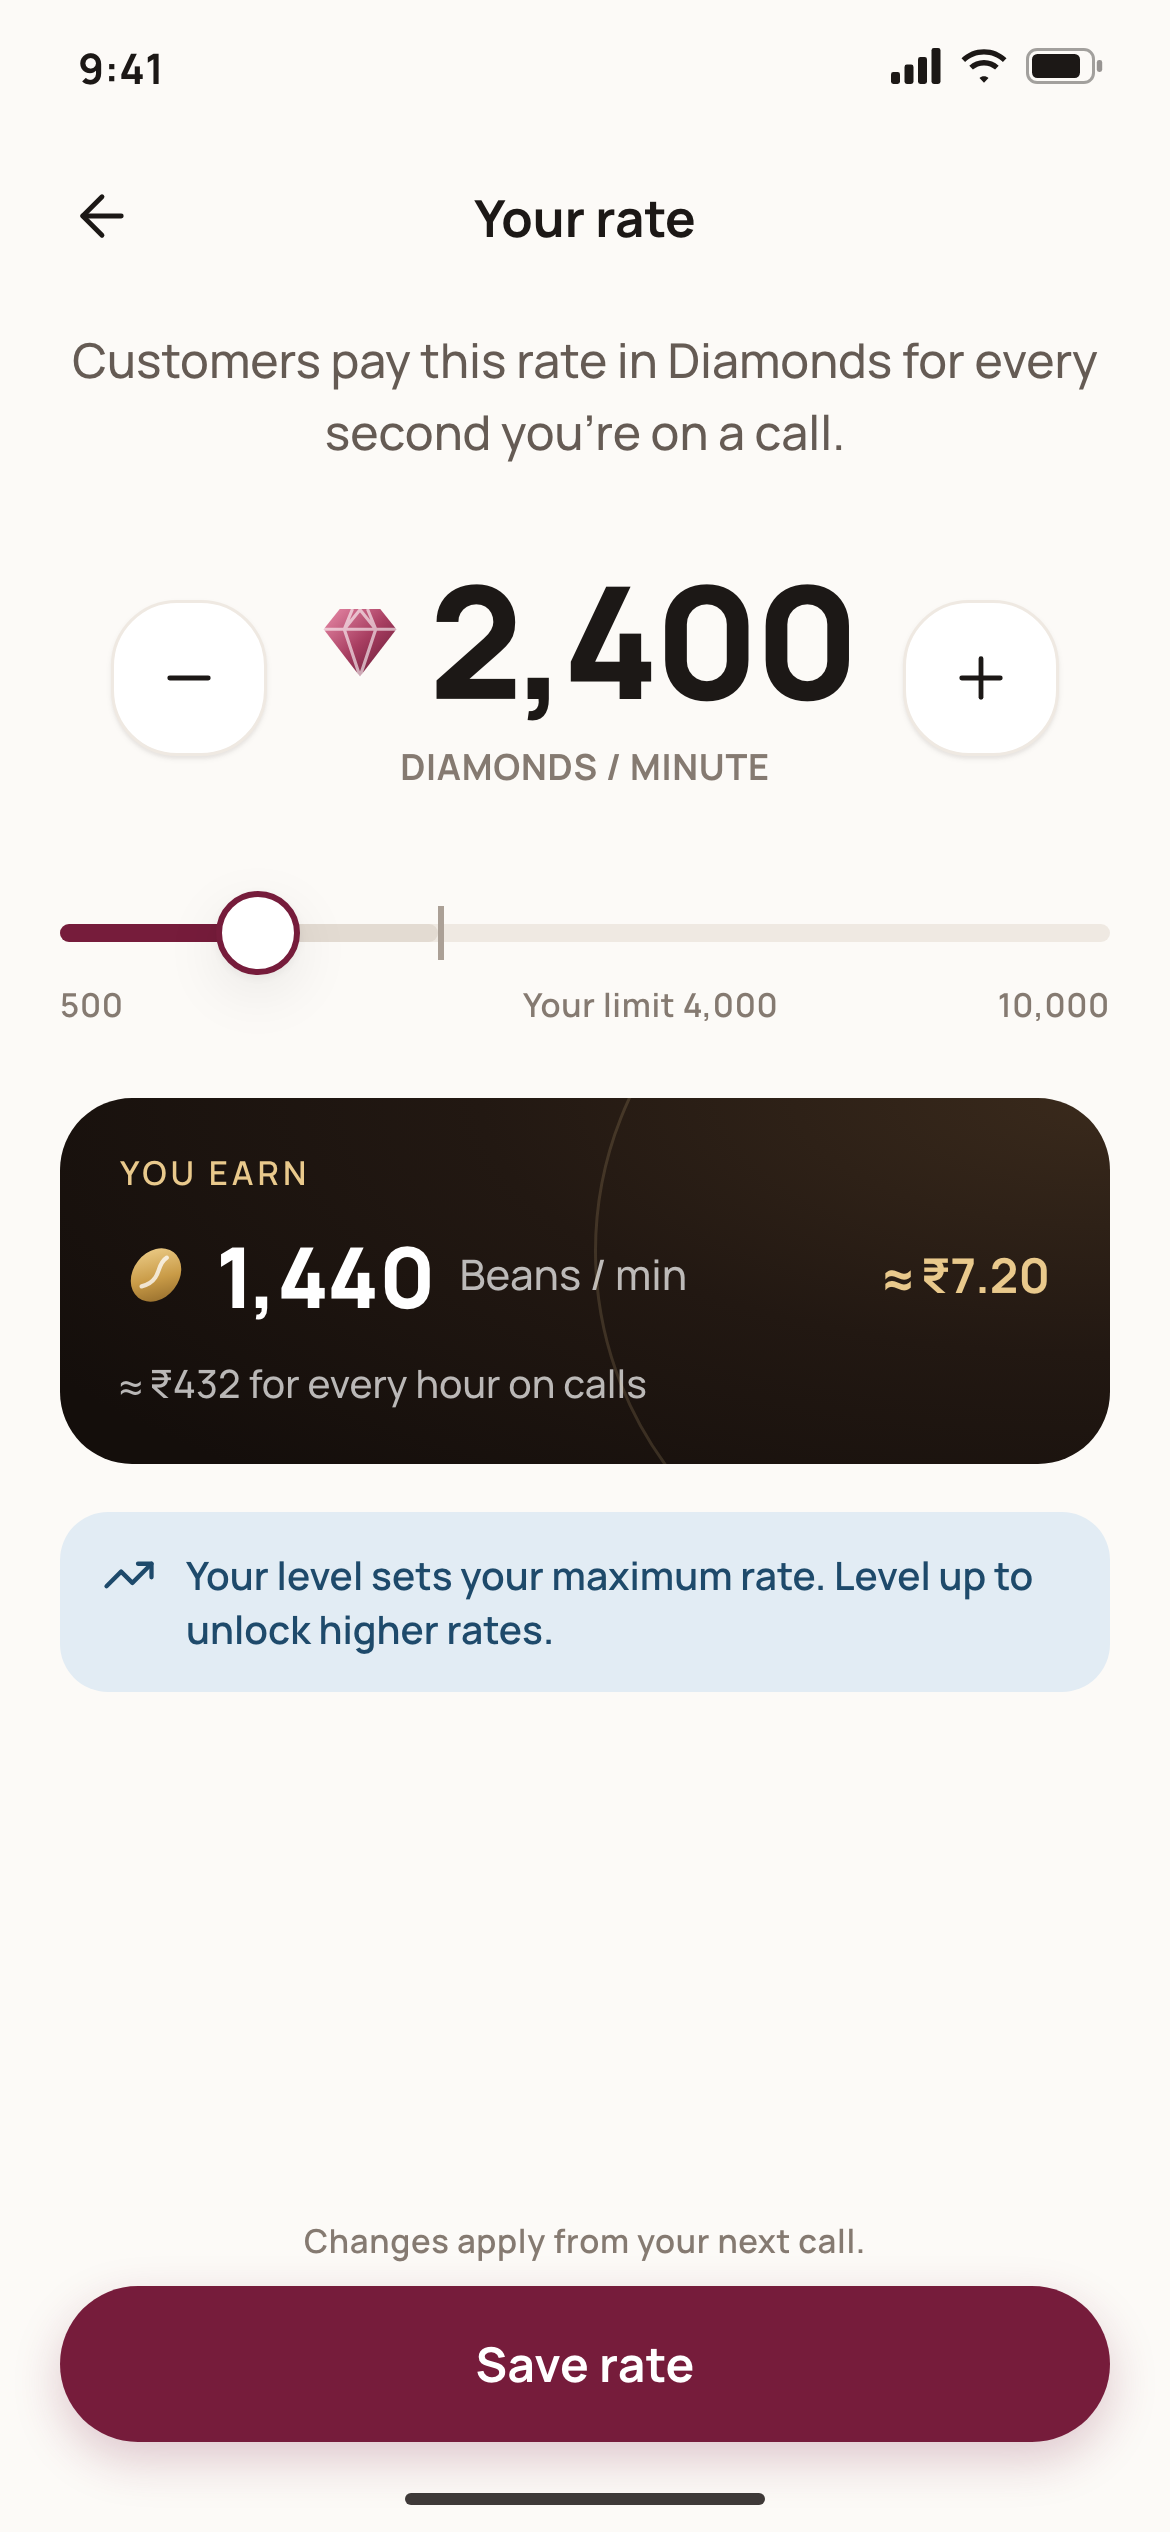 9:41
Your rate
Customers pay this rate in Diamonds for every
second you’re on a call.
2,400
DIAMONDS / MINUTE
500
Your limit 4,000
10,000
YOU EARN
1,440 Beans / min
≈ ₹7.20
≈ ₹432 for every hour on calls
Your level sets your maximum rate. Level up to
unlock higher rates.
Changes apply from your next call.
Save rate